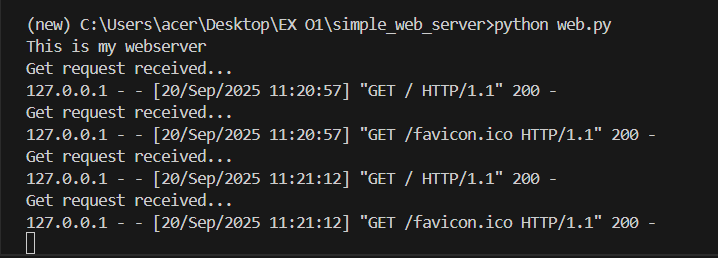 (new) C:\Users\acer\Desktop\EX O1\simple_web_server>python web.py
This is my webserver
Get request received...
127.0.0.1 - - [20/Sep/2025 11:20:57] "GET / HTTP/1.1" 200 -
Get request received...
127.0.0.1 - - [20/Sep/2025 11:20:57] "GET /favicon.ico HTTP/1.1" 200 -
Get request received...
127.0.0.1 - - [20/Sep/2025 11:21:12] "GET / HTTP/1.1" 200 -
Get request received...
127.0.0.1 - - [20/Sep/2025 11:21:12] "GET /favicon.ico HTTP/1.1" 200 -